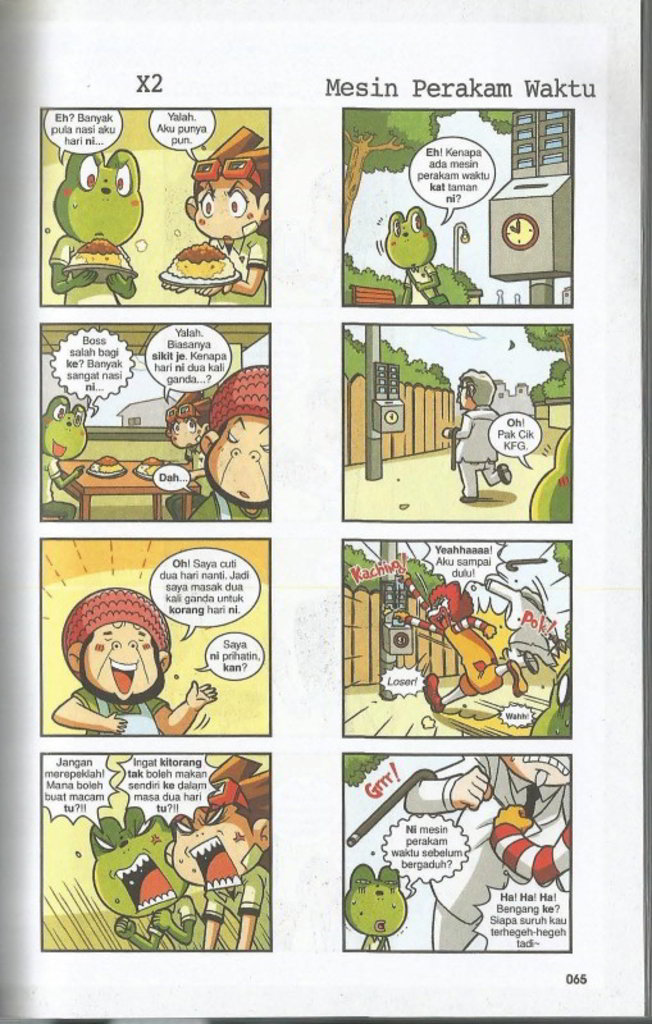 X2
Eh? Banyak
pula nasi aku
hari ni...
Yalah.
Aku punya
pun.
Boss
salah bagi
ke? Banyak
sangat nasi
ni...
Yalah.
Biasanya
sikit je. Kenapa
hari ni dua kali
ganda...?
Dah...
Oh! Saya cuti
dua hari nanti. Jadi
saya masak dua
kali ganda untuk
korang hari ni.
Saya
ni prihatin,
kan?
Jangan
merepeklah!
Mana boleh
buat macam
tu?!!
Ingat kitorang
tak boleh makan
sendiri ke dalam
masa dua hari
tu?!!
Mesin Perakam Waktu
Eh! Kenapa
ada mesin
perakam waktu
kat taman
ni?
Oh!
Pak Cik
KFG.
Kaching!
Yeahhaaaa!
Aku sampai
dulu!
Pok!
Loser!
Wahh!
Grrr!
Ni mesin
perakam
waktu sebelum
bergaduh?
Ha! Ha! Ha!
Bengang ke?
Siapa suruh kau
terhegeh-hegeh
tadi~
065